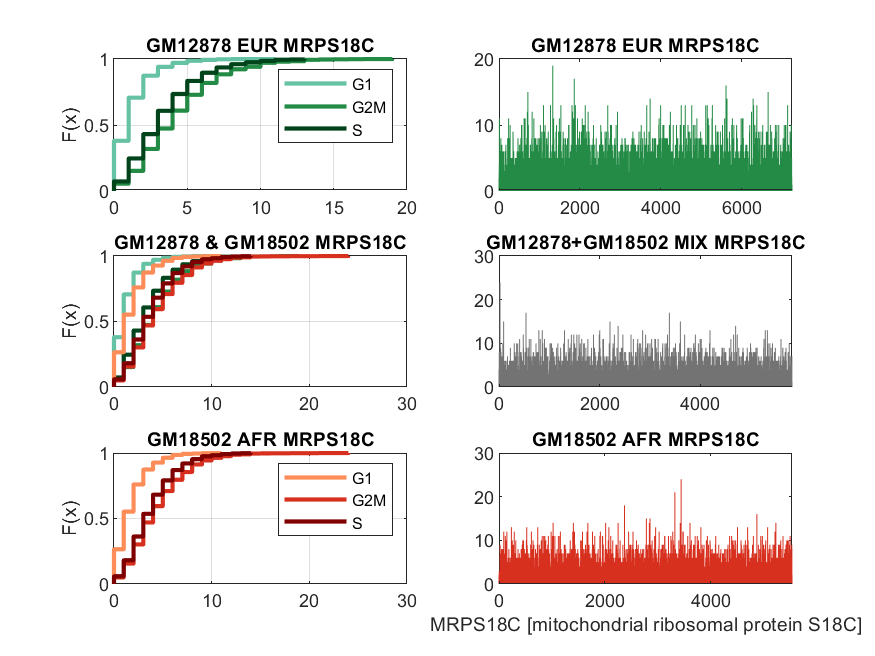 GM12878 EUR MRPS18C
F(x)
1
0.5
0
0 5 10 15 20
G1
G2M
S
GM12878 EUR MRPS18C
20
10
0
0 2000 4000 6000
GM12878 & GM18502 MRPS18C
F(x)
1
0.5
0
0 10 20 30
GM12878+GM18502 MIX MRPS18C
30
20
10
0
0 2000 4000
GM18502 AFR MRPS18C
F(x)
1
0.5
0
0 10 20 30
G1
G2M
S
GM18502 AFR MRPS18C
30
20
10
0
0 2000 4000
MRPS18C [mitochondrial ribosomal protein S18C]